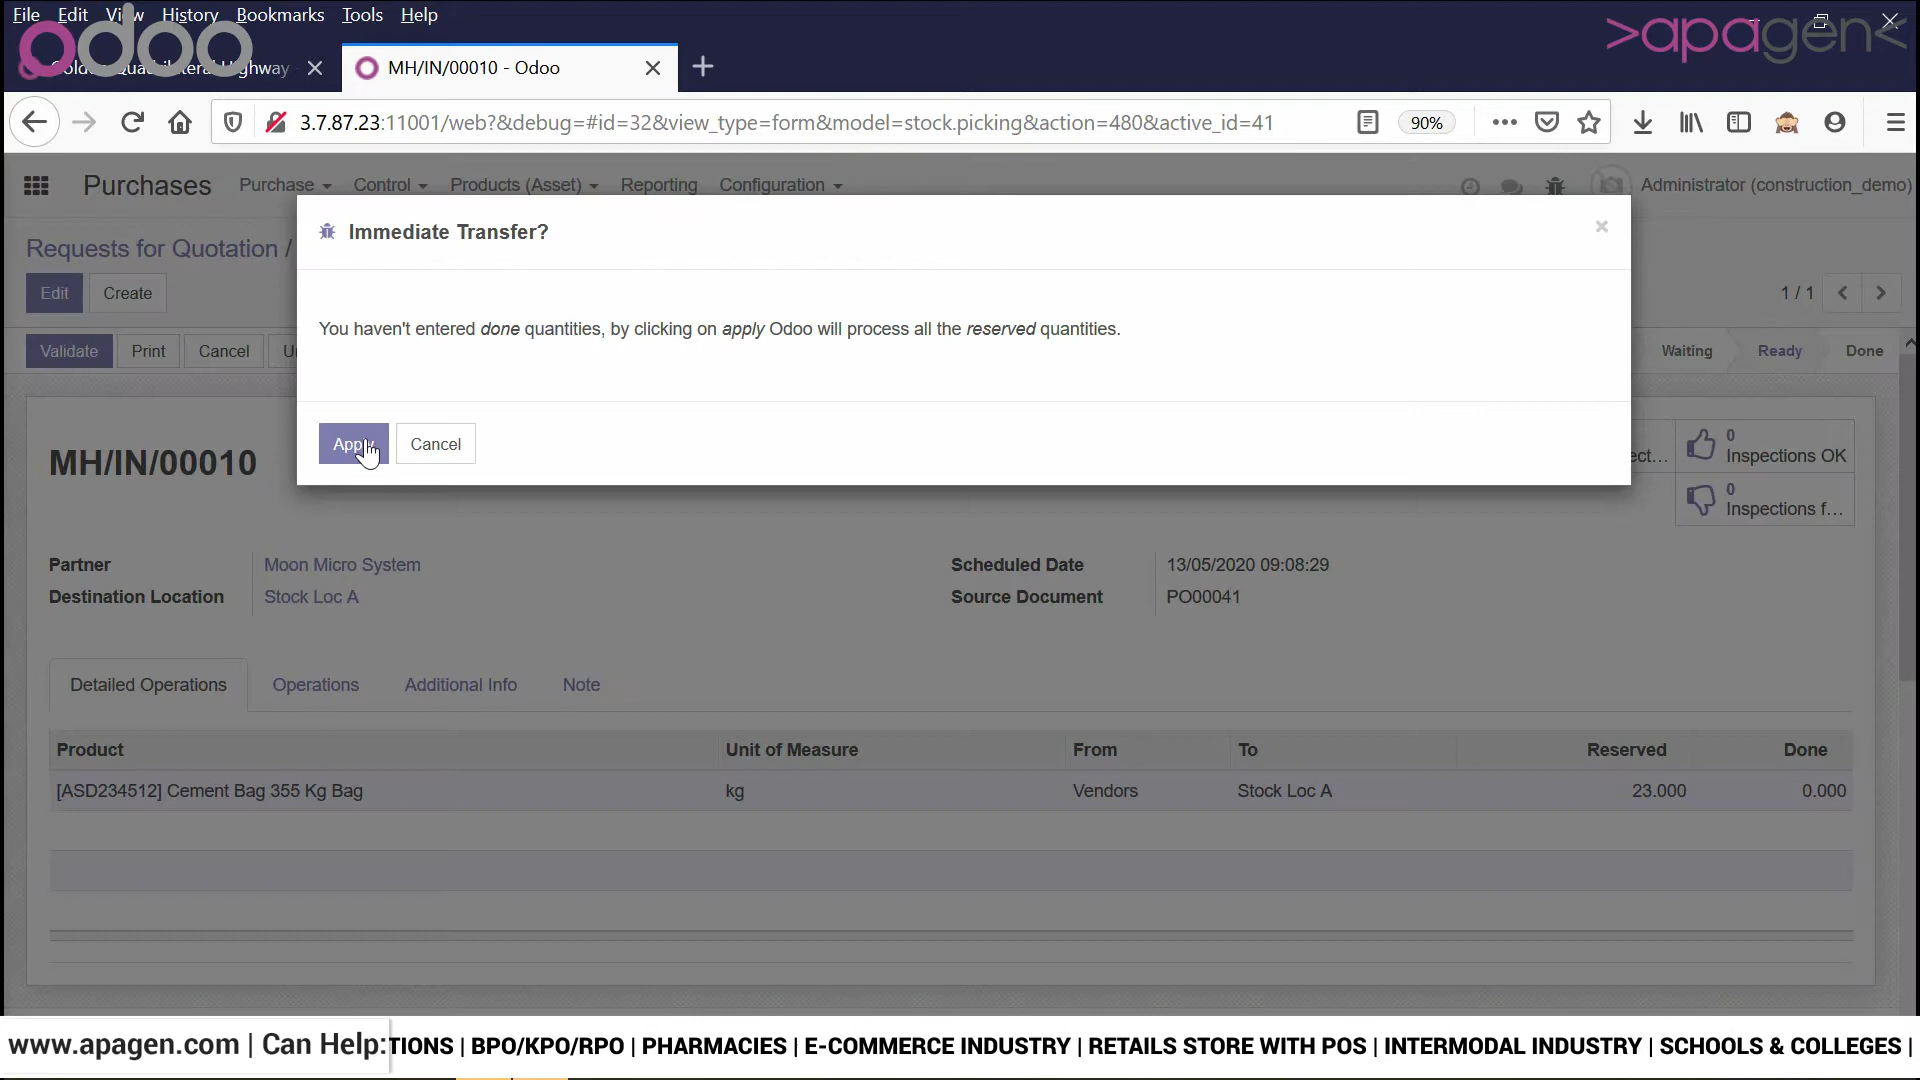 File Edit View History Bookmarks Tools Help
odoo
>apagen<
Highway
MH/IN/00010 - Odoo
3.7.87.23:11001/web?&debug=#id=32&view_type=form&model=stock.picking&action=480&active_id=41
90%
Purchases Purchase Control Products (Asset) Reporting Configuration Administrator (construction_demo)
Requests for Quotation /
Immediate Transfer?
×
Edit Create
1 / 1
You haven't entered done quantities, by clicking on apply Odoo will process all the reserved quantities.
Validate Print Cancel
Waiting Ready Done
Apply Cancel
MH/IN/00010
ect...
0
Inspections OK
0
Inspections f...
Partner Moon Micro System Scheduled Date 13/05/2020 09:08:29
Destination Location Stock Loc A Source Document PO00041
Detailed Operations Operations Additional Info Note
Product Unit of Measure From To Reserved Done
[ASD234512] Cement Bag 355 Kg Bag kg Vendors Stock Loc A 23.000 0.000
www.apagen.com | Can Help: TIONS | BPO/KPO/RPO | PHARMACIES | E-COMMERCE INDUSTRY | RETAILS STORE WITH POS | INTERMODAL INDUSTRY | SCHOOLS & COLLEGES |